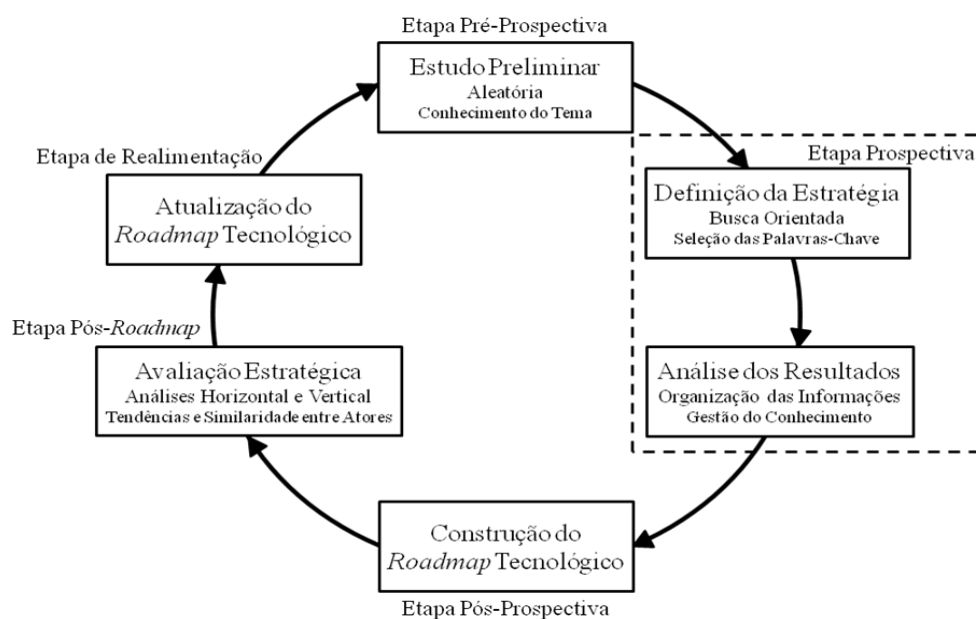 Etapa Pré-Prospectiva
Estudo Preliminar
Aleatória
Conhecimento do Tema
Etapa Prospectiva
Definição da Estratégia
Busca Orientada
Seleção das Palavras-Chave
Análise dos Resultados
Organização das Informações
Gestão do Conhecimento
Construção do
Roadmap Tecnológico
Etapa Pós-Prospectiva
Etapa Pós-Roadmap
Avaliação Estratégica
Análises Horizontal e Vertical
Tendências e Similaridade entre Atores
Etapa de Realimentação
Atualização do
Roadmap Tecnológico